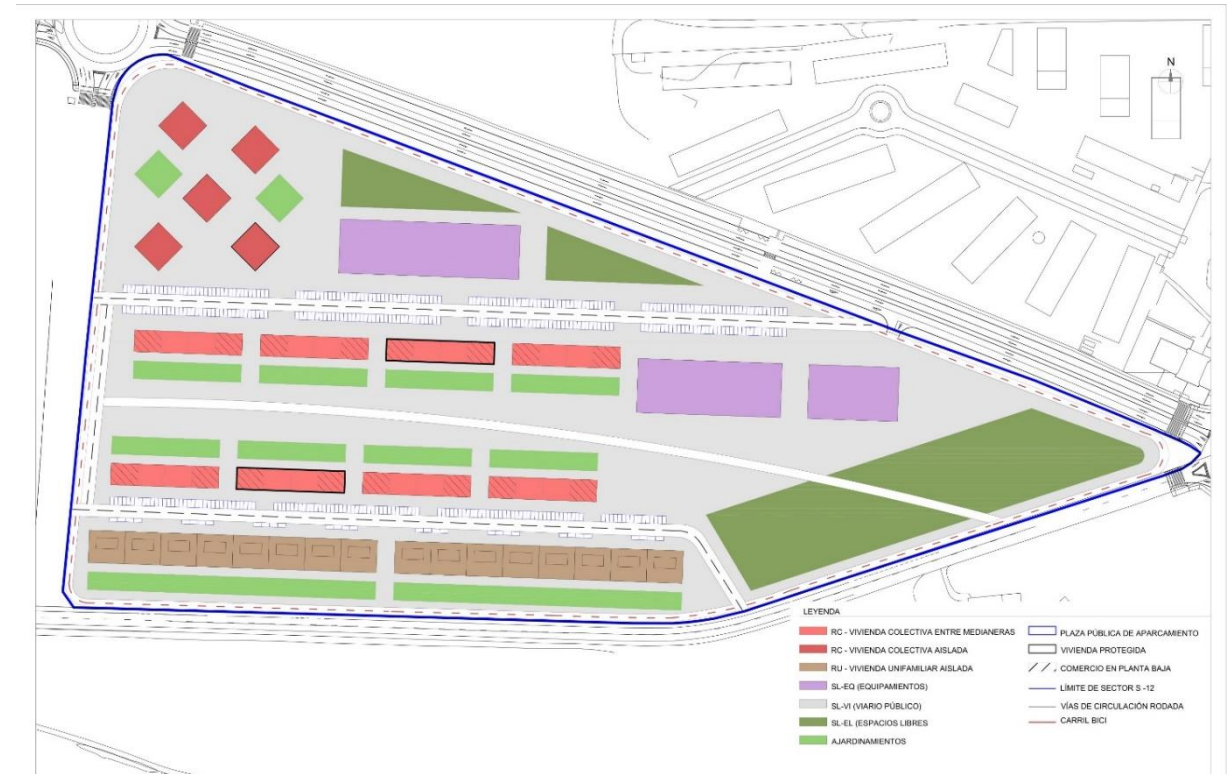 N
LEYENDA
RC - VIVIENDA COLECTIVA ENTRE MEDIANERAS
RC - VIVIENDA COLECTIVA AISLADA
RU - VIVIENDA UNIFAMILIAR AISLADA
SL-EQ (EQUIPAMIENTOS)
SL-VI (VIARIO PÚBLICO)
SL-EL (ESPACIOS LIBRES
AJARDINAMIENTOS
PLAZA PÚBLICA DE APARCAMIENTO
VIVIENDA PROTEGIDA
COMERCIO EN PLANTA BAJA
LÍMITE DE SECTOR S -12
VÍAS DE CIRCULACIÓN RODADA
CARRIL BICI